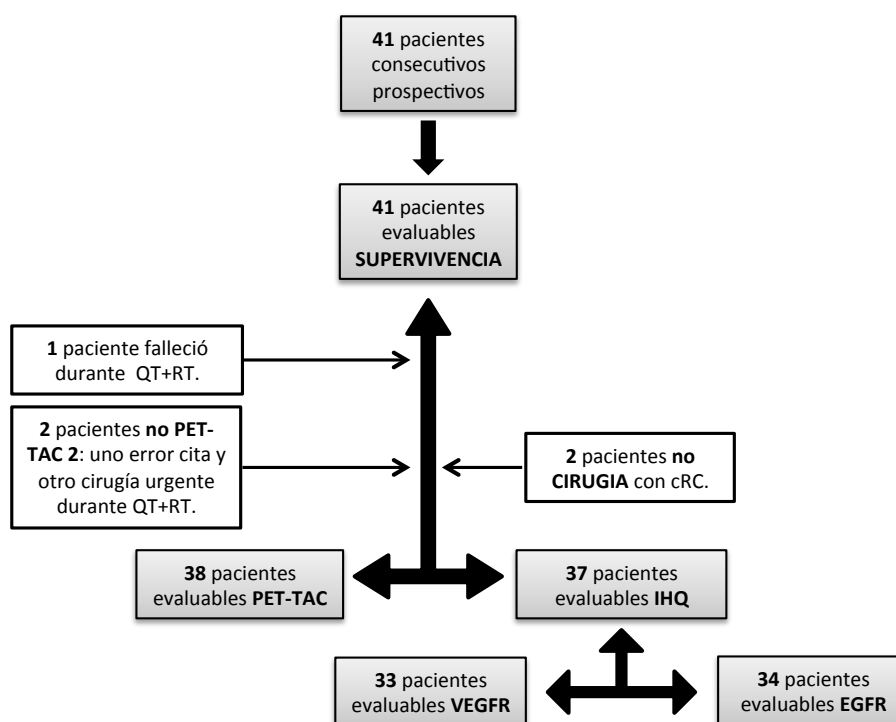 41 pacientes
consecutivos
prospectivos
41 pacientes
evaluables
SUPERVIVENCIA
1 paciente falleció
durante QT+RT.
2 pacientes no PET-
TAC 2: uno error cita y
otro cirugía urgente
durante QT+RT.
2 pacientes no
CIRUGIA con cRC.
38 pacientes
evaluables PET-TAC
37 pacientes
evaluables IHQ
33 pacientes
evaluables VEGFR
34 pacientes
evaluables EGFR